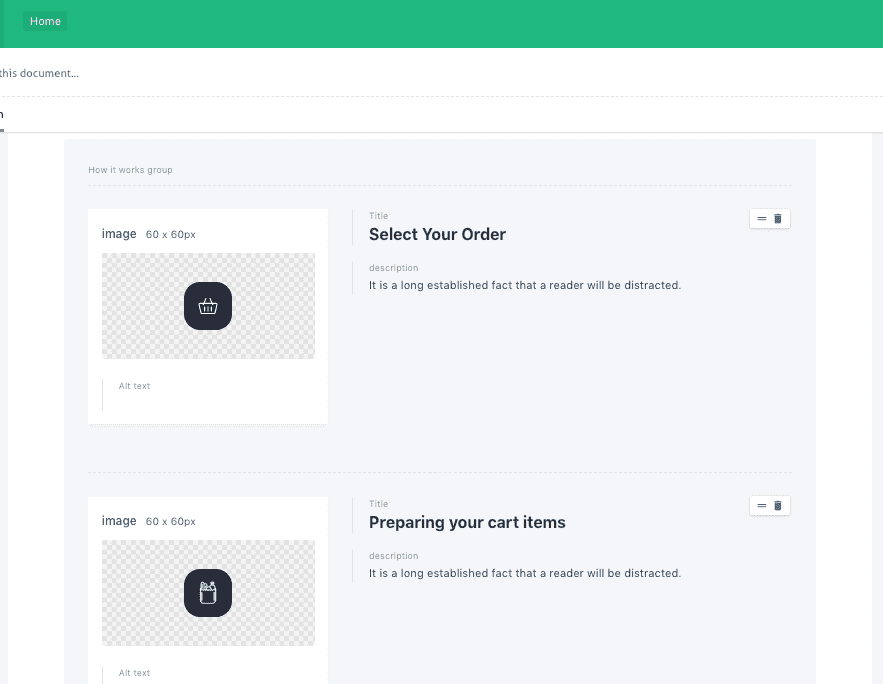 Home
this document...
How it works group
image 60 x 60px
Alt text
Title
Select Your Order
description
It is a long established fact that a reader will be distracted.
image 60 x 60px
Alt text
Title
Preparing your cart items
description
It is a long established fact that a reader will be distracted.